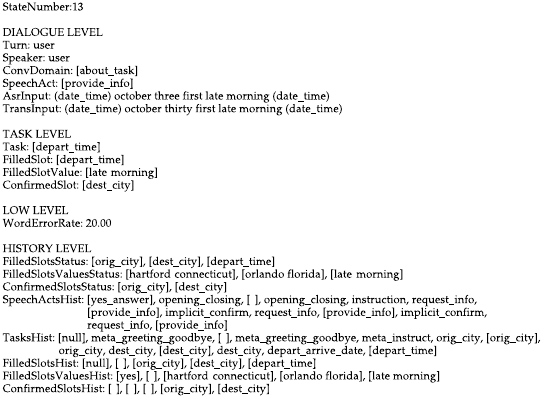 StateNumber:13
DIALOGUE LEVEL
Turn: user
Speaker: user
ConvDomain: [about_task]
SpeechAct: [provide_info]
AsrInput: (date_time) october three first late morning (date_time)
TransInput: (date_time) october thirty first late morning (date_time)
TASK LEVEL
Task: [depart_time]
FilledSlot: [depart_time]
FilledSlotValue: [late morning]
ConfirmedSlot: [dest_city]
LOW LEVEL
WordErrorRate: 20.00
HISTORY LEVEL
FilledSlotsStatus: [orig_city], [dest_city], [depart_time]
FilledSlotsValuesStatus: [hartford connecticut], [orlando florida], [late morning]
ConfirmedSlotsStatus: [orig_city], [dest_city]
SpeechActsHist: [yes_answer], opening_closing, [ ], opening_closing, instruction, request_info,
[provide_info], implicit_confirm, request_info, [provide_info], implicit_confirm,
request_info, [provide_info]
TasksHist: [null], meta_greeting_goodbye, [ ], meta_greeting_goodbye, meta_instruct, orig_city, [orig_city],
orig_city, dest_city, [dest_city], dest_city, depart_arrive_date, [depart_time]
FilledSlotsHist: [null], [ ], [orig_city], [dest_city], [depart_time]
FilledSlotsValuesHist: [yes], [ ], [hartford connecticut], [orlando florida], [late morning]
ConfirmedSlotsHist: [ ], [ ], [ ], [orig_city], [dest_city]